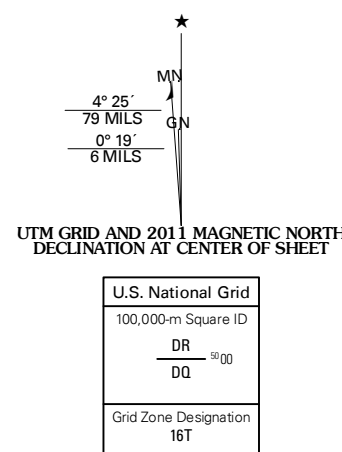 ★
MN
4° 25´
79 MILS
GN
0° 19´
6 MILS
UTM GRID AND 2011 MAGNETIC NORTH
DECLINATION AT CENTER OF SHEET
U.S. National Grid
100,000-m Square ID
DR
5000
DQ
Grid Zone Designation
16T